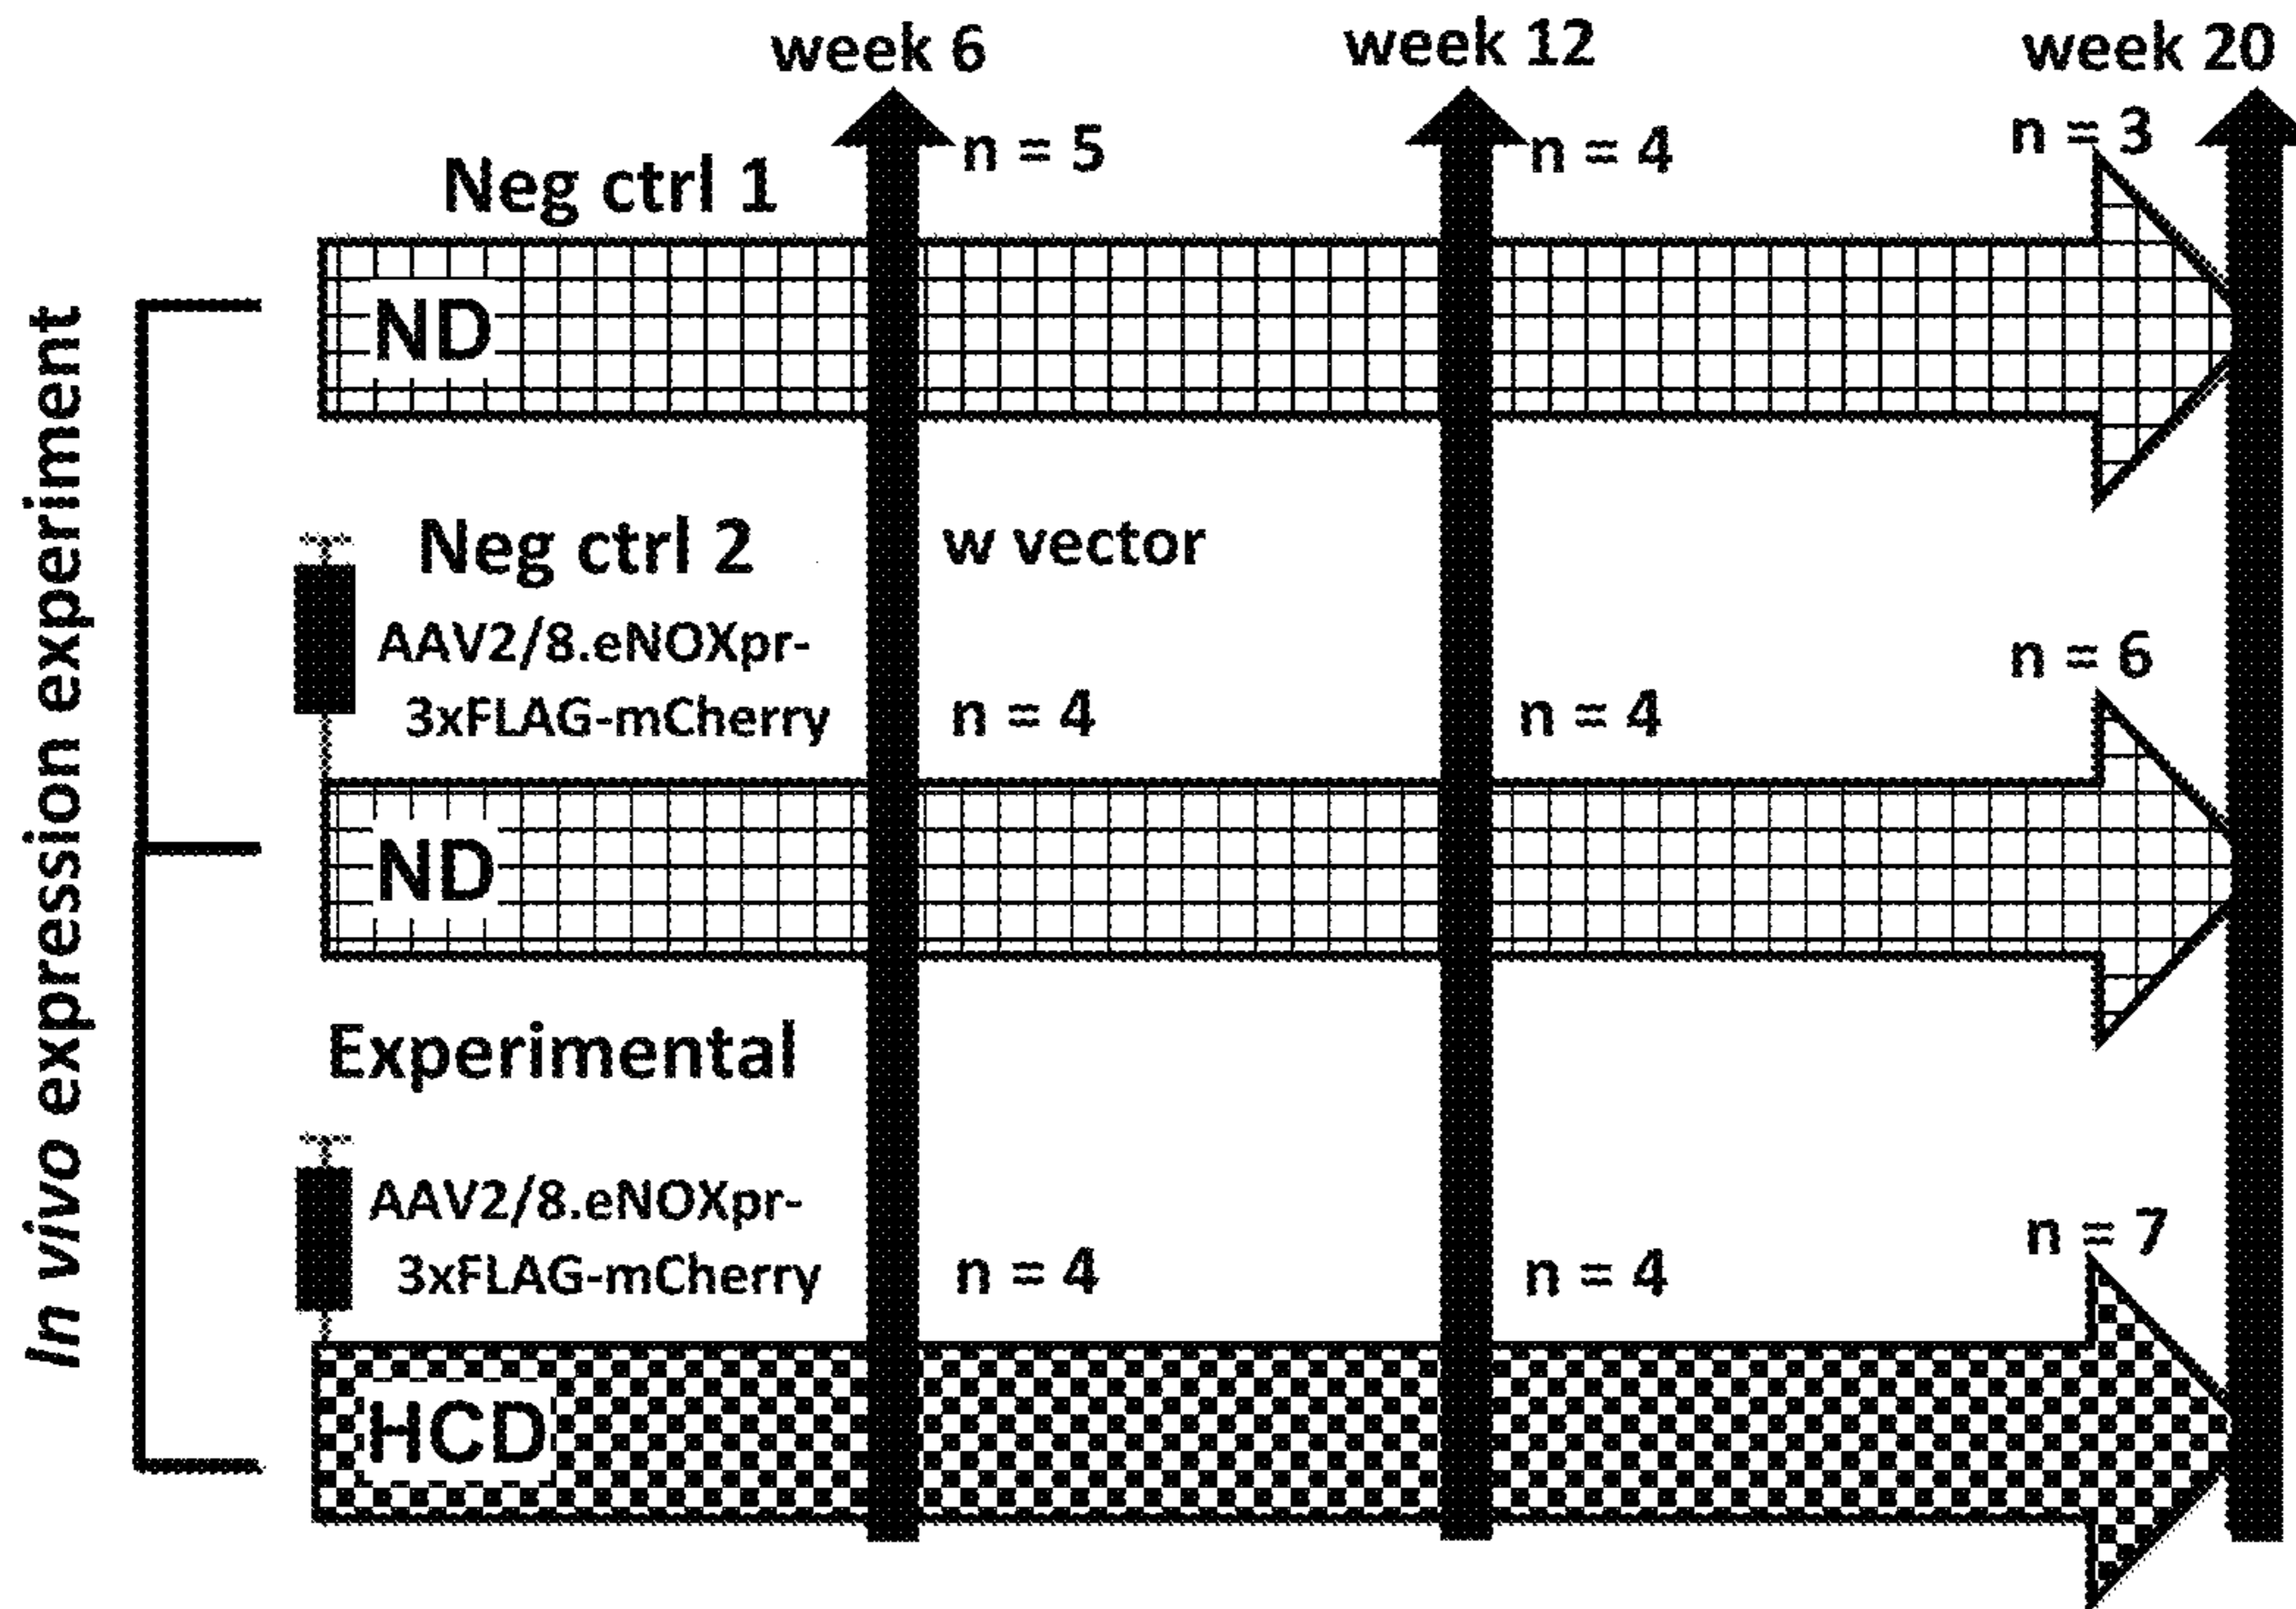 week 6
week 12
week 20
n = 5
n = 4
n = 3
Neg ctrl 1
ND
In vivo expression experiment
Neg ctrl 2
w vector
AAV2/8.eNOXpr-
3xFLAG-mCherry
n = 4
n = 4
n = 6
ND
Experimental
AAV2/8.eNOXpr-
3xFLAG-mCherry
n = 4
n = 4
n = 7
HCD